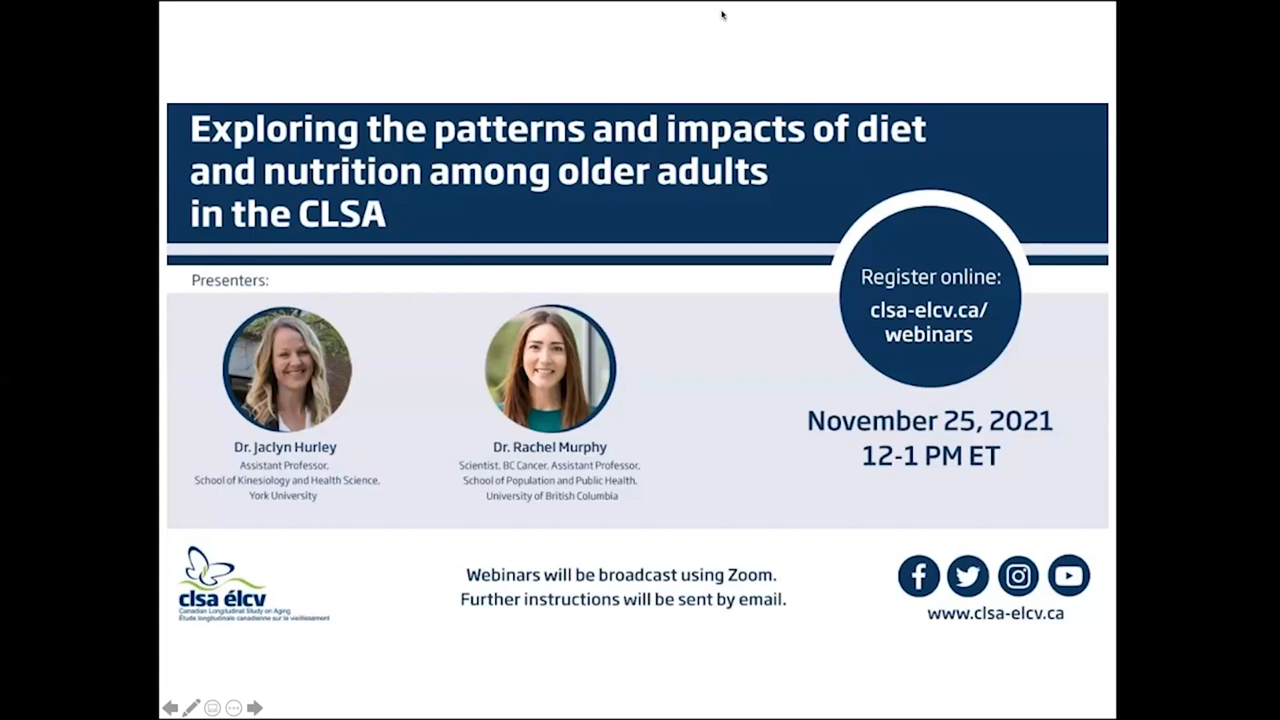 Exploring the patterns and impacts of diet
and nutrition among older adults
in the CLSA
Presenters:
Register online:
clsa-elcv.ca/
webinars
Dr. Jaclyn Hurley
Assistant Professor,
School of Kinesiology and Health Science,
York University
Dr. Rachel Murphy
Scientist, BC Cancer, Assistant Professor,
School of Population and Public Health,
University of British Columbia
November 25, 2021
12-1 PM ET
clsa élcv
Canadian Longitudinal Study on Aging
Étude longitudinale canadienne sur le vieillissement
Webinars will be broadcast using Zoom.
Further instructions will be sent by email.
www.clsa-elcv.ca